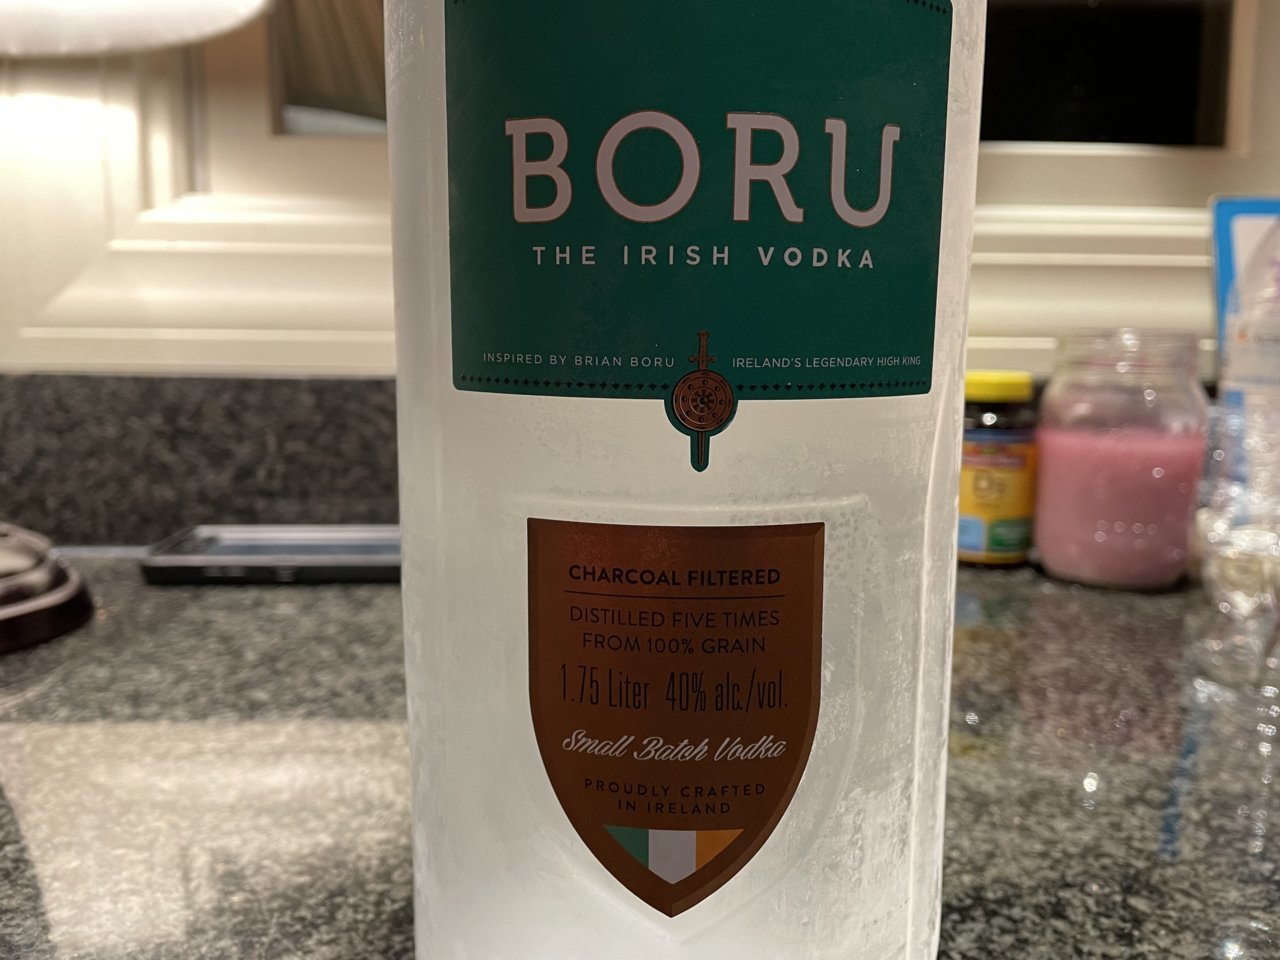 BORU
THE IRISH VODKA
INSPIRED BY BRIAN BORU IRELAND'S LEGENDARY HIGH KING
CHARCOAL FILTERED
DISTILLED FIVE TIMES
FROM 100% GRAIN
1.75 Liter 40% alc./vol.
Small Batch Vodka
PROUDLY CRAFTED
IN IRELAND
D3